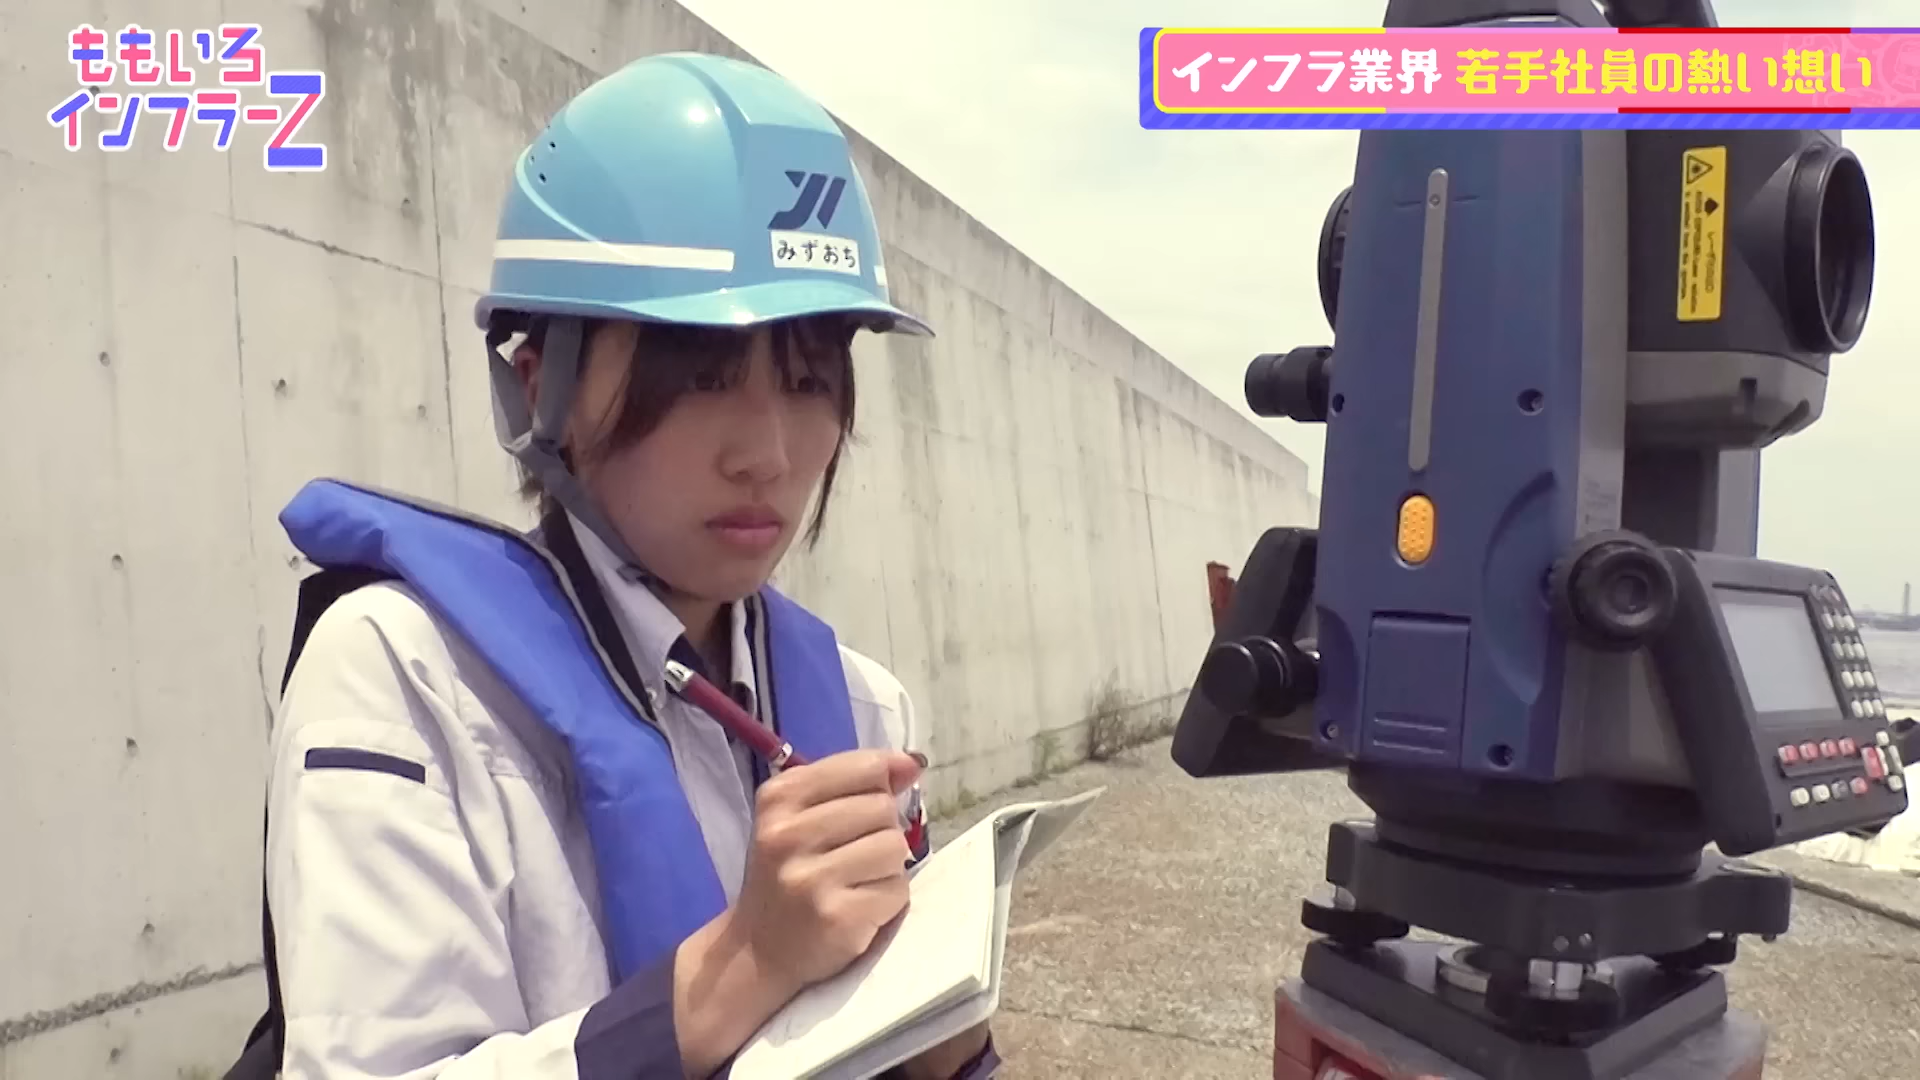 ももいろ
インフラーZ
インフラ業界 若手社員の熱い想い
みずおち